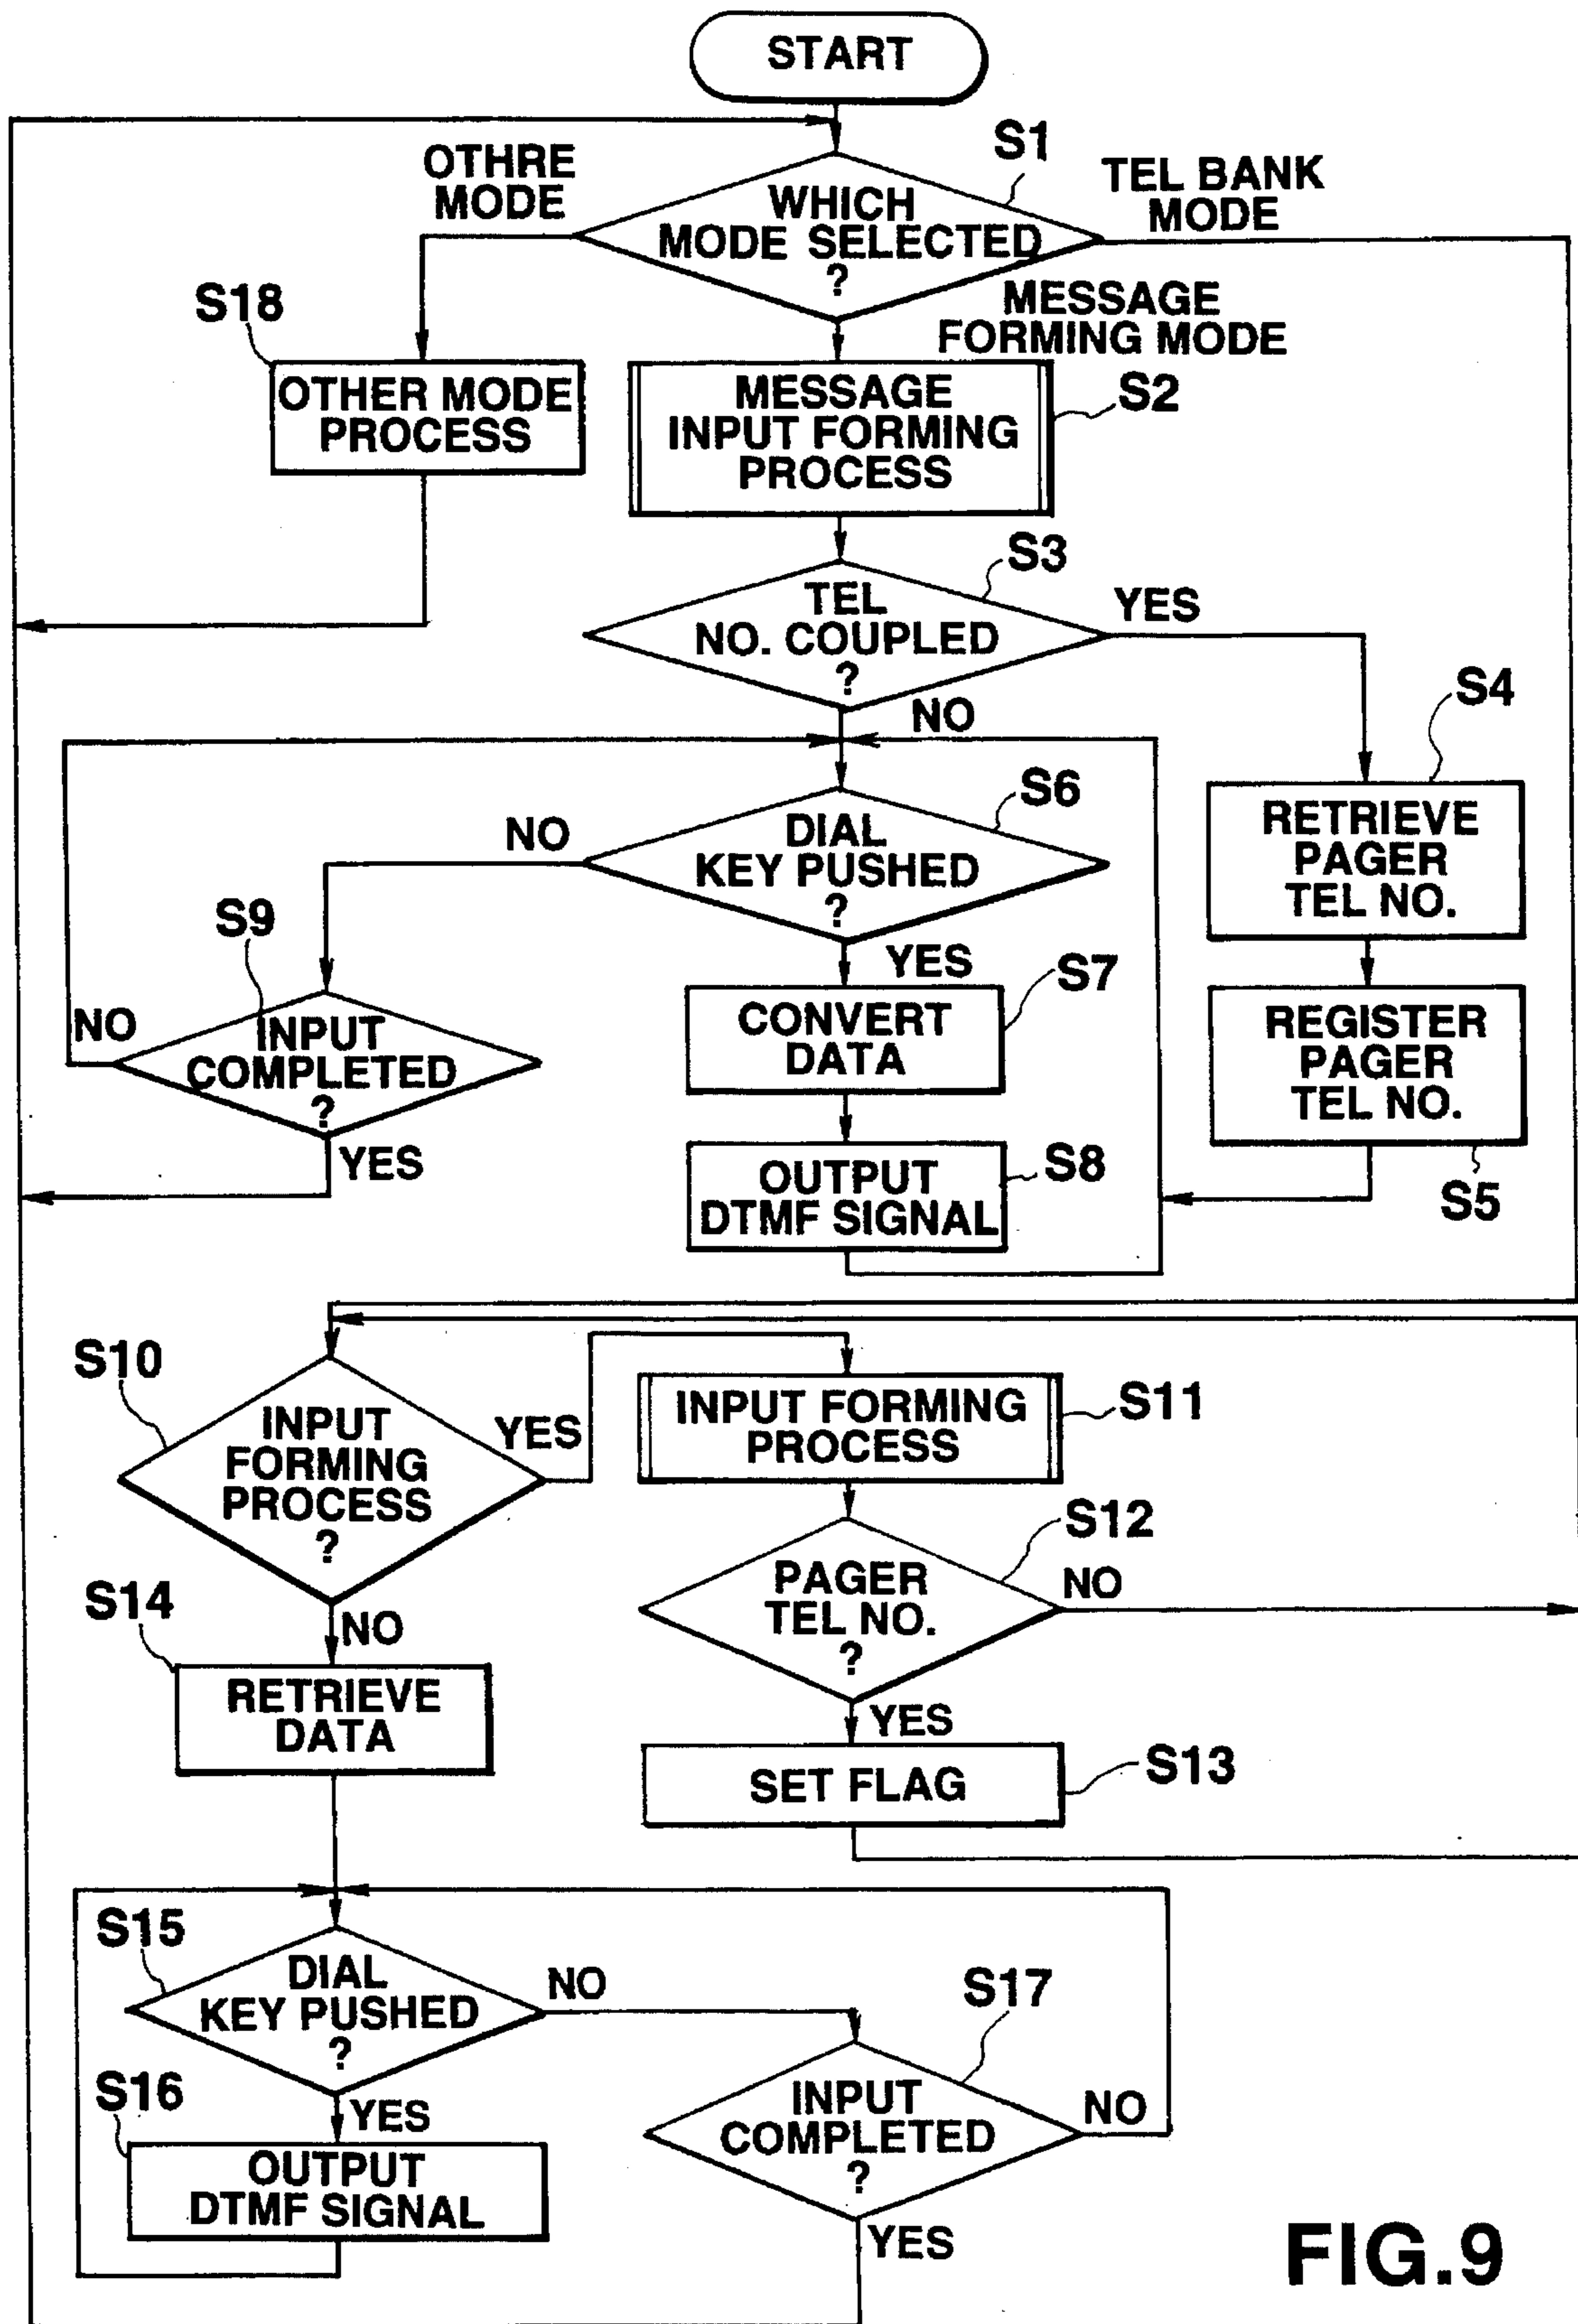 START
S1
OTHRE
MODE
WHICH
MODE SELECTED
?
TEL BANK
MODE
MESSAGE
FORMING MODE
S18
OTHER MODE
PROCESS
MESSAGE
INPUT FORMING
PROCESS
S2
S3
TEL
NO. COUPLED
?
YES
NO
S4
RETRIEVE
PAGER
TEL NO.
S6
DIAL
KEY PUSHED
?
NO
YES
S9
INPUT
COMPLETED
?
NO
YES
S7
CONVERT
DATA
REGISTER
PAGER
TEL NO.
S5
S8
OUTPUT
DTMF SIGNAL
S10
INPUT
FORMING
PROCESS
?
YES
NO
INPUT FORMING
PROCESS
S11
S12
PAGER
TEL NO.
?
NO
YES
S14
RETRIEVE
DATA
SET FLAG
S13
S15
DIAL
KEY PUSHED
?
NO
YES
S17
INPUT
COMPLETED
?
NO
YES
S16
OUTPUT
DTMF SIGNAL
FIG.9